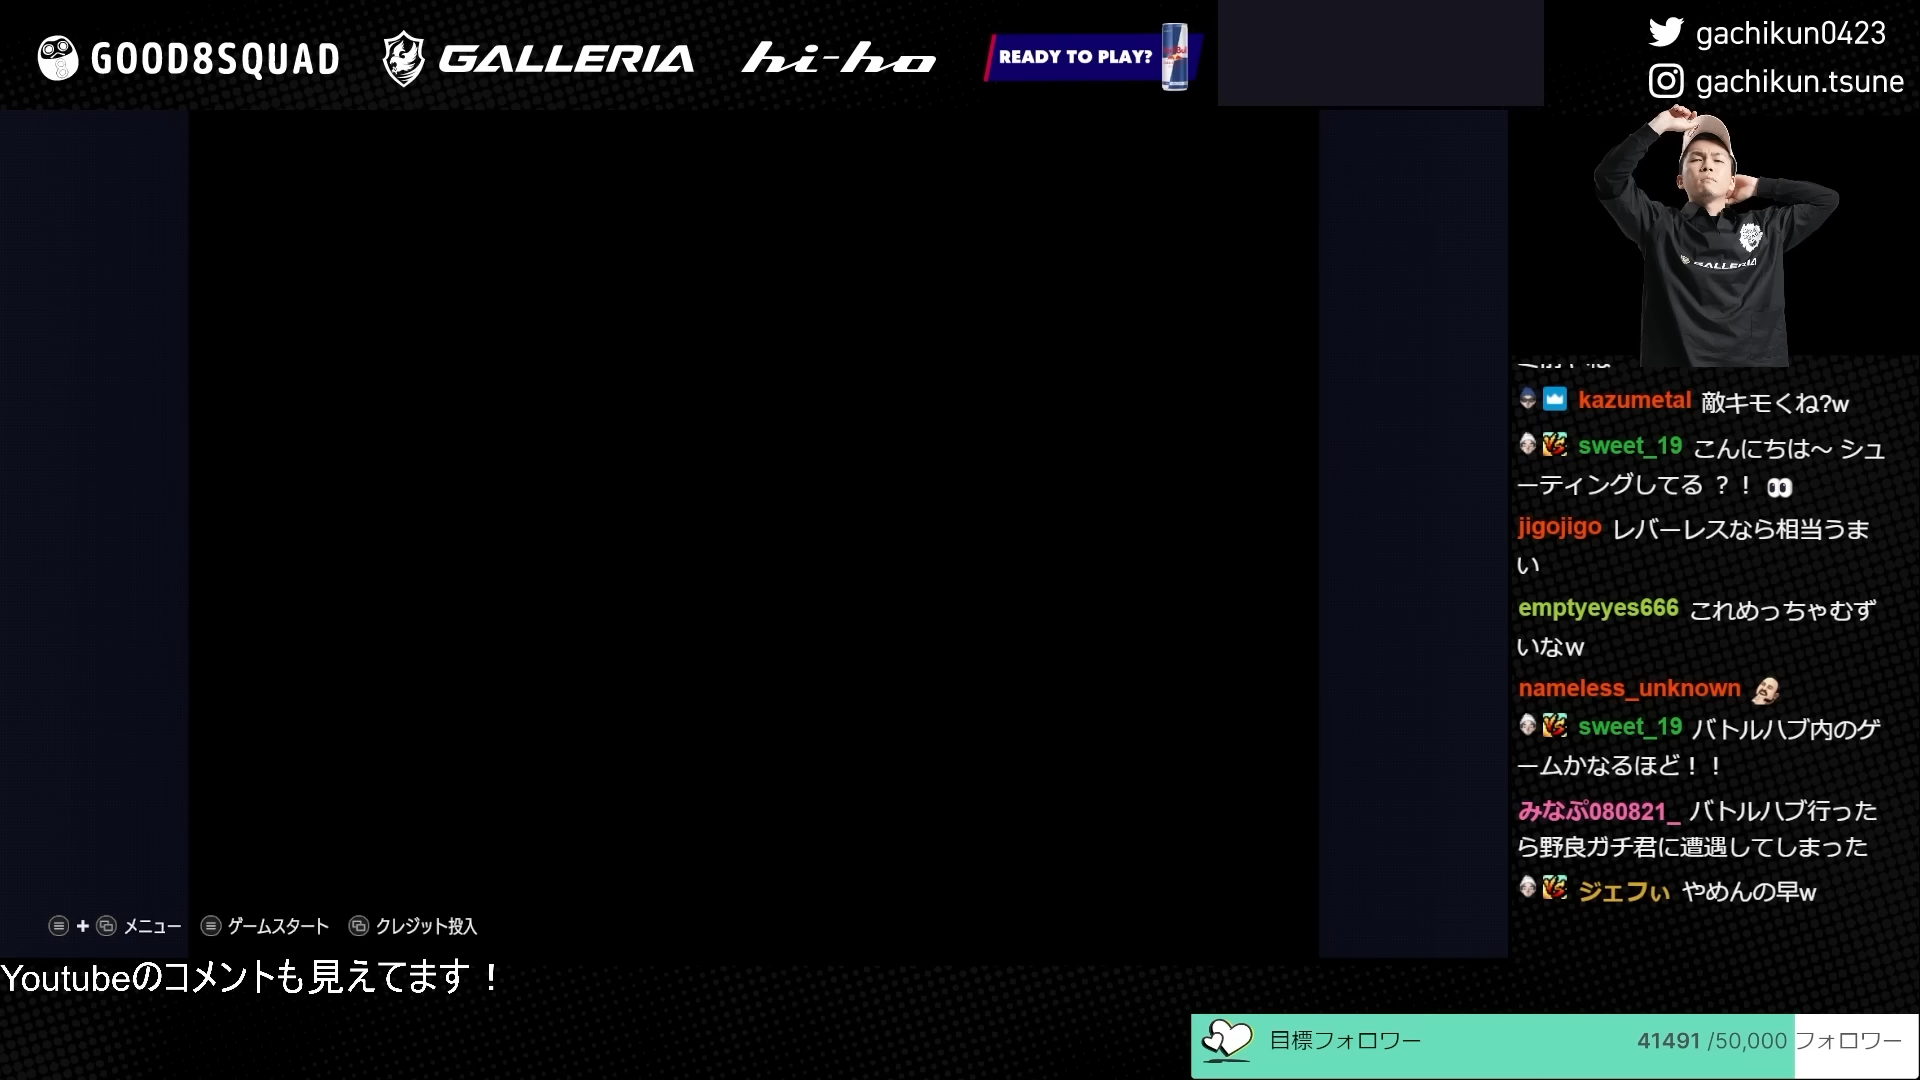 GOOD8SQUAD
GALLERIA
hi-ho
READY TO PLAY?
gachikun0423
gachikun.tsune
GALLERIA
kazumetal 敵キモくね?w
sweet_19 こんにちは〜 シュ
ーティングしてる ？！
jigojigo レバーレスなら相当うま
い
emptyeyes666 これめっちゃむず
いなw
nameless_unknown
sweet_19 バトルハブ内のゲ
ームかなるほど！！
みなぷ080821_ バトルハブ行った
ら野良ガチ君に遭遇してしまった
ジェフぃ やめんの早w
+ メニュー ゲームスタート クレジット投入
Youtubeのコメントも見えてます！
目標フォロワー 41491 /50,000 フォロワー